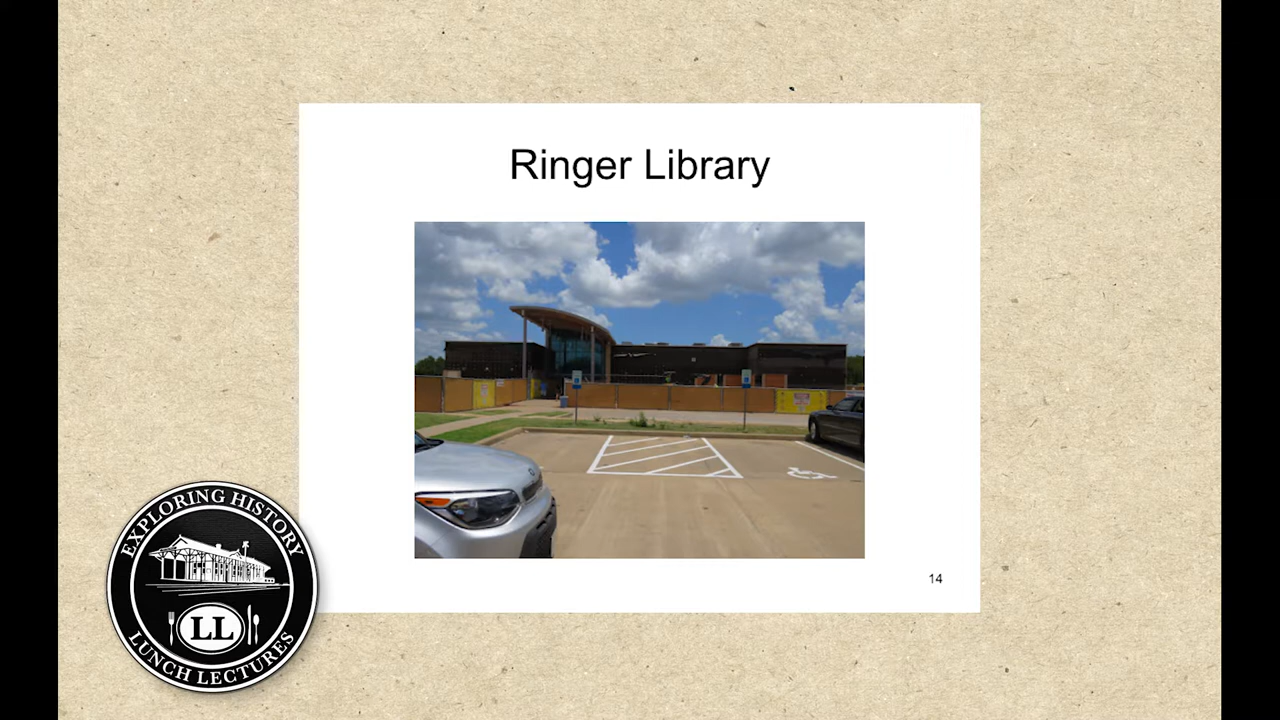 Ringer Library
14
EXPLORING HISTORY
LL
LUNCH LECTURES